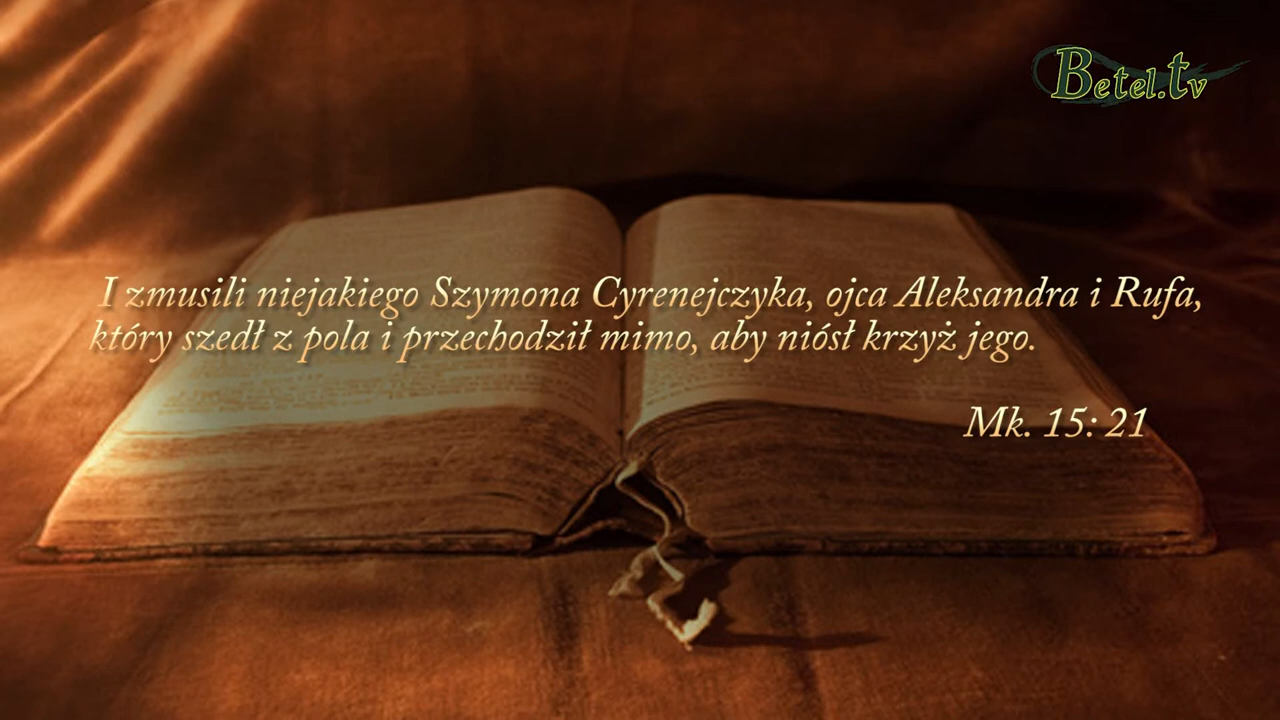 Betel.tv
I zmusili niejakiego Szymona Cyrenejczyka, ojca Aleksandra i Rufa,
który szedł z pola i przechodził mimo, aby niósł krzyż jego.
Mk. 15: 21